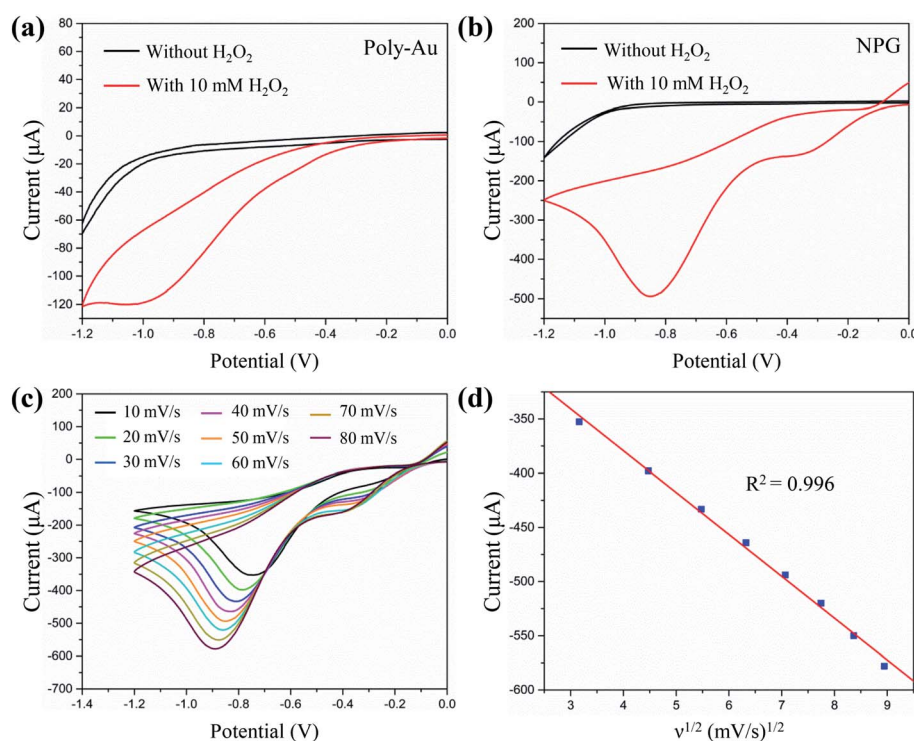 (a)
Poly-Au
Without H₂O₂
With 10 mM H₂O₂
80
60
40
20
0
-20
-40
-60
-80
-100
-120
-1.2
-1.0
-0.8
-0.6
-0.4
-0.2
0.0
Current (μA)
Potential (V)
(b)
NPG
Without H₂O₂
With 10 mM H₂O₂
200
100
0
-100
-200
-300
-400
-500
-1.2
-1.0
-0.8
-0.6
-0.4
-0.2
0.0
Current (μA)
Potential (V)
(c)
10 mV/s 40 mV/s 70 mV/s
20 mV/s 50 mV/s 80 mV/s
30 mV/s 60 mV/s
200
100
0
-100
-200
-300
-400
-500
-600
-700
-1.4
-1.2
-1.0
-0.8
-0.6
-0.4
-0.2
0.0
Current (μA)
Potential (V)
(d)
R² = 0.996
-350
-400
-450
-500
-550
-600
3
4
5
6
7
8
9
Current (μA)
ν¹ᐟ² (mV/s)¹ᐟ²